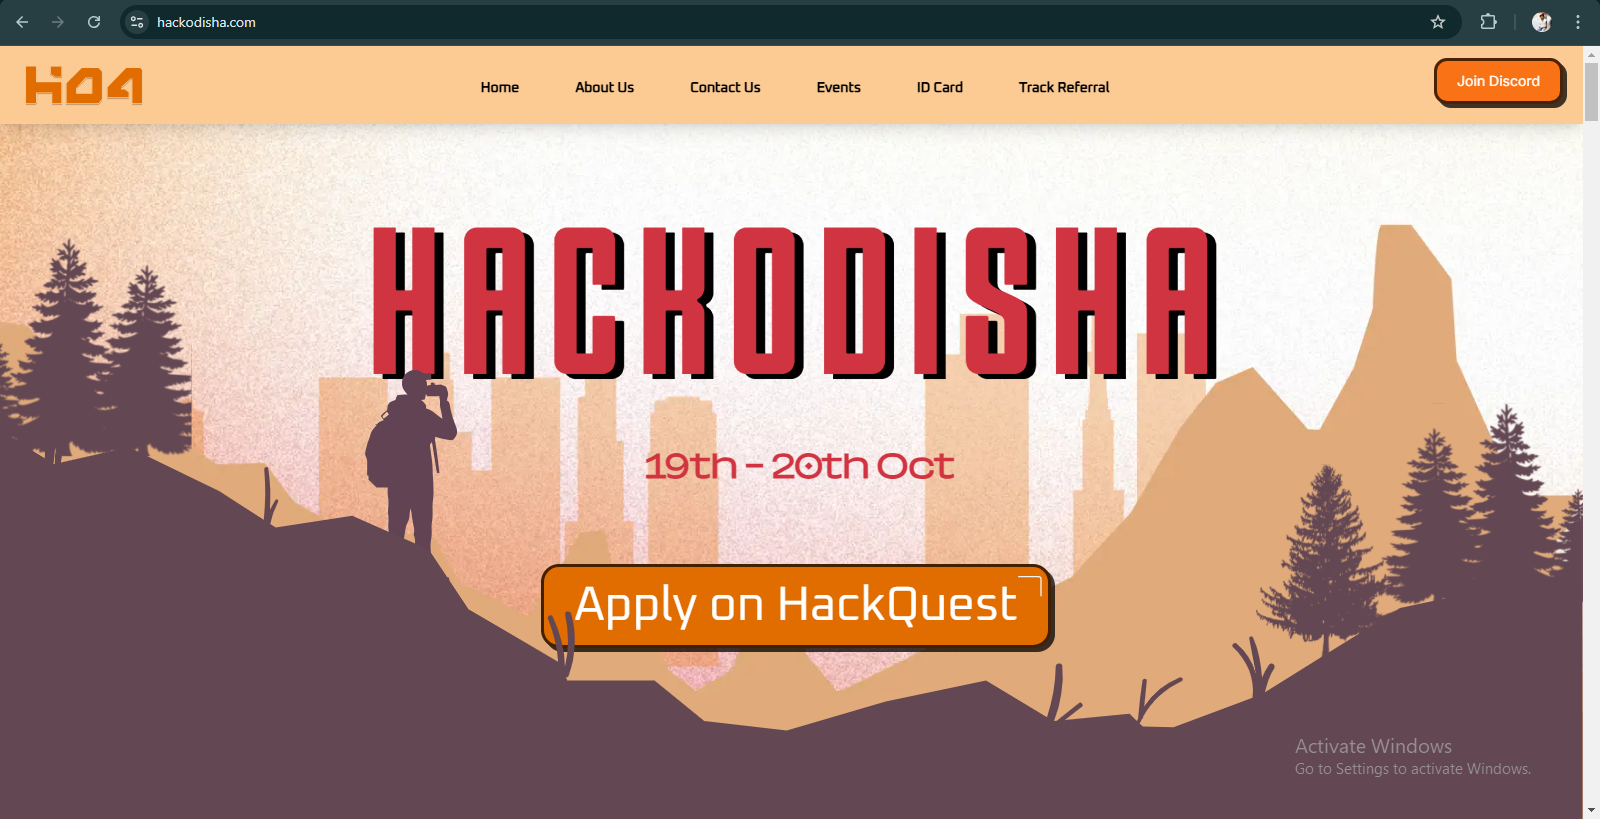 hackodisha.com
HO4
Home
About Us
Contact Us
Events
ID Card
Track Referral
Join Discord
HACKODISHA
19th - 20th Oct
Apply on HackQuest
Activate Windows
Go to Settings to activate Windows.